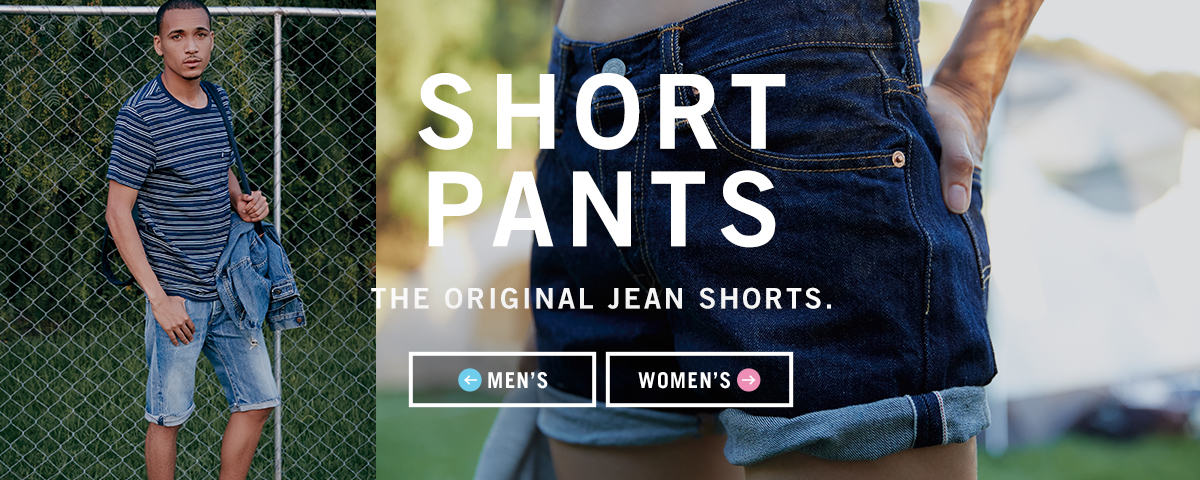 SHORT
PANTS
THE ORIGINAL JEAN SHORTS.
MEN'S
WOMEN'S